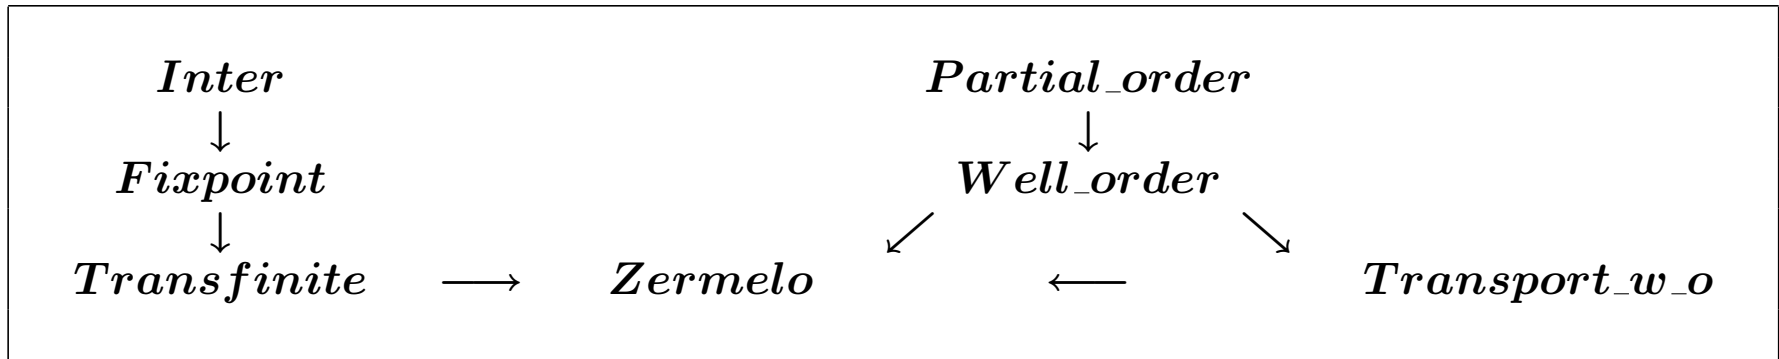 Inter Partial_order
Fixpoint Well_order
Transfinite Zermelo Transport_w_o